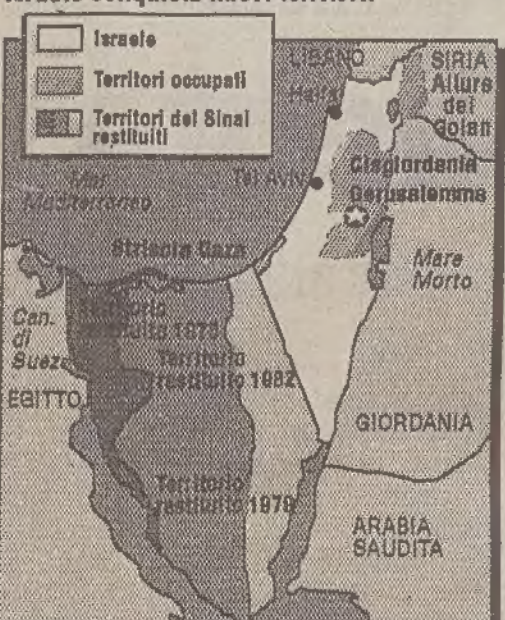 Israele conquista nuovi territori
Israele
Territori occupati
Territori del Sinai
restituiti
LIBANO
SIRIA
Alture
del
Golan
Haifa
Cisgiordania
Tel Aviv
Gerusalemme
Mar
Mediterraneo
Striscia Gaza
Mare
Morto
Can.
di
Suez
Territorio
restituito
Territorio
restituito 1982
EGITTO
GIORDANIA
Territorio
restituito 1979
ARABIA
SAUDITA